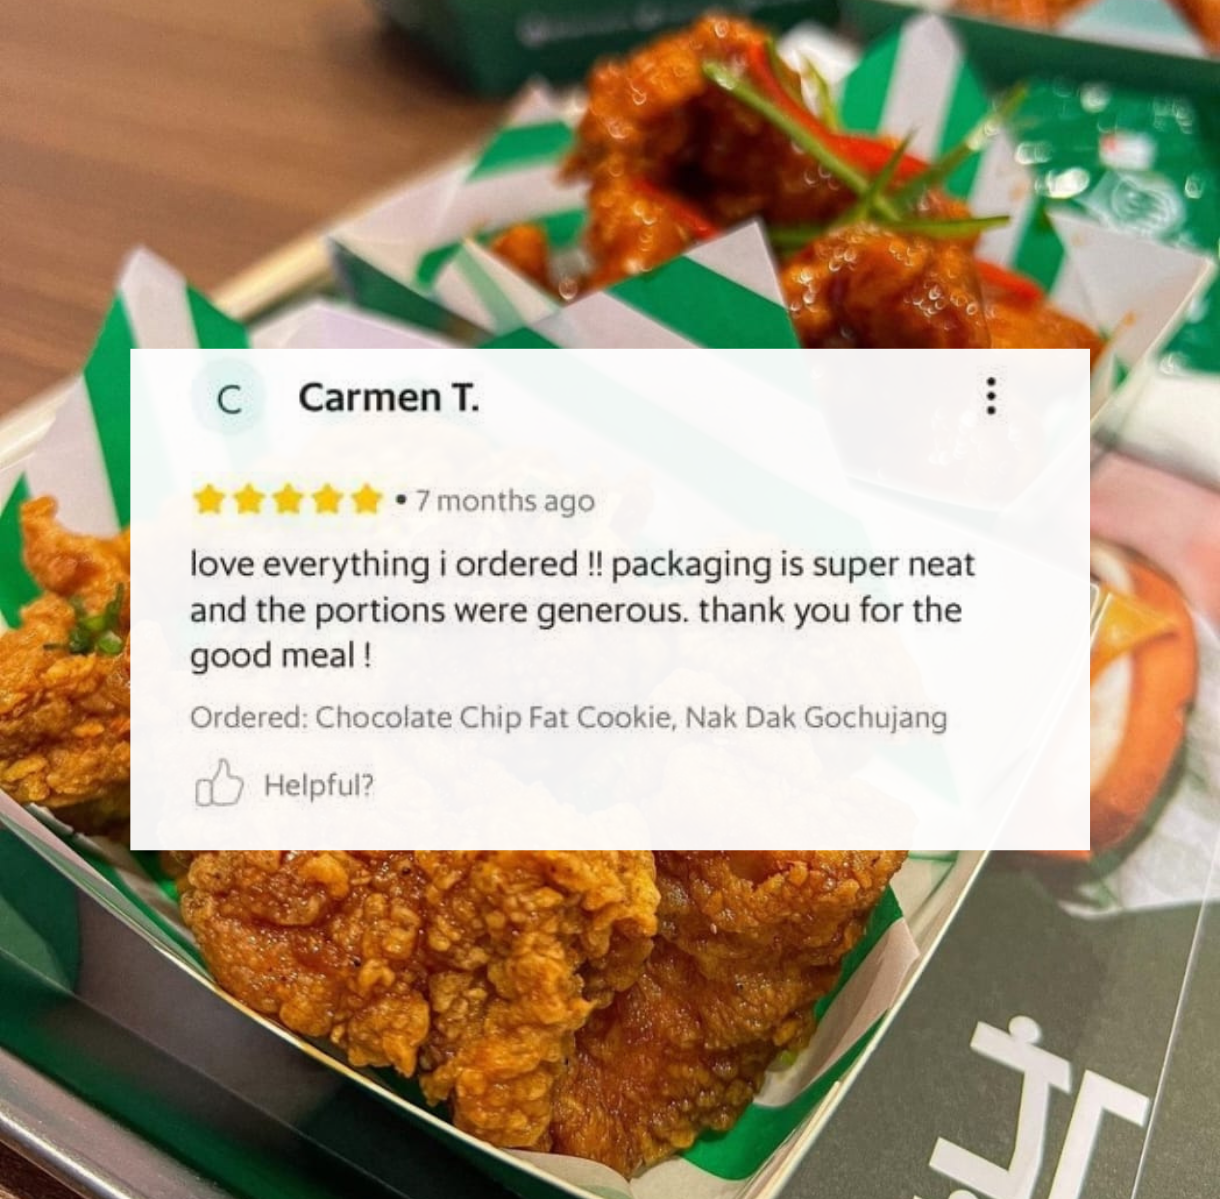 C
Carmen T.
• 7 months ago
love everything i ordered !! packaging is super neat
and the portions were generous. thank you for the
good meal !
Ordered: Chocolate Chip Fat Cookie, Nak Dak Gochujang
Helpful?